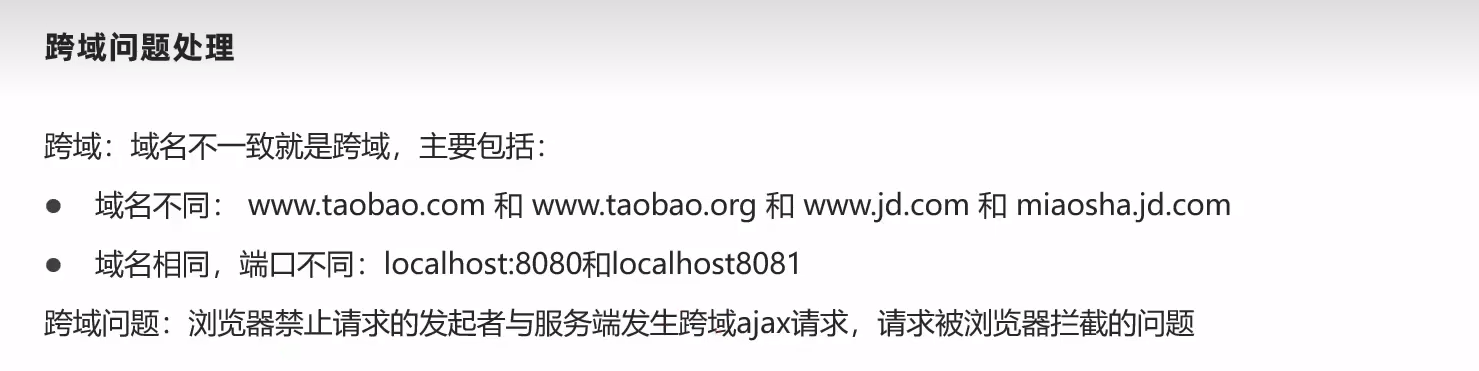 跨域问题处理
跨域：域名不一致就是跨域，主要包括：
● 域名不同： www.taobao.com 和 www.taobao.org 和 www.jd.com 和 miaosha.jd.com
● 域名相同，端口不同：localhost:8080和localhost8081
跨域问题：浏览器禁止请求的发起者与服务端发生跨域ajax请求，请求被浏览器拦截的问题